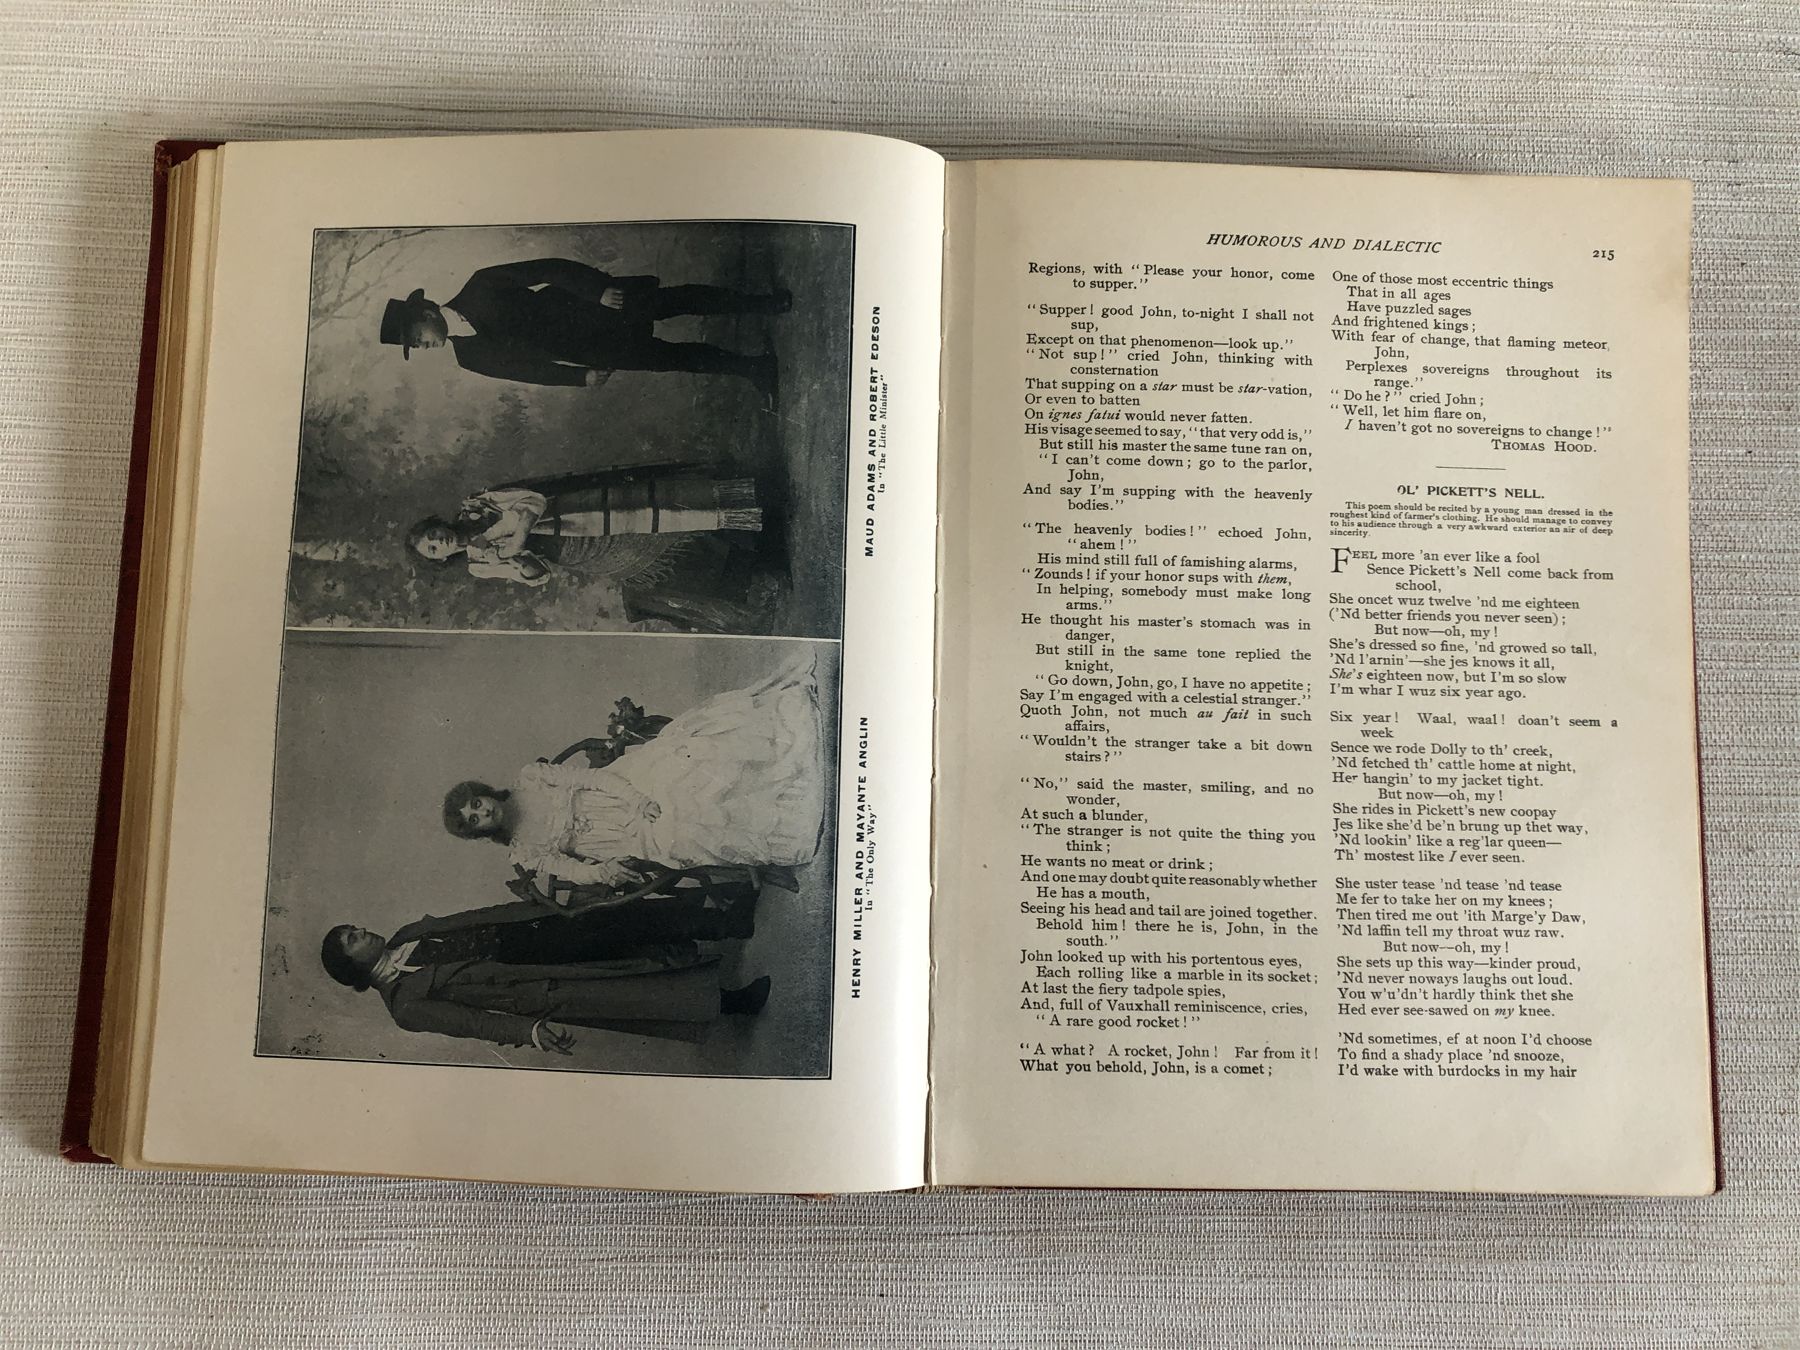 MAUD ADAMS AND ROBERT EDESON
In "The Little Minister"
HENRY MILLER AND MAYANTE ANGLIN
In "The Only Way."
HUMOROUS AND DIALECTIC
215
Regions, with "Please your honor, come
to supper."
"Supper! good John, to-night I shall not
sup,
Except on that phenomenon—look up."
"Not sup!" cried John, thinking with
consternation
That supping on a star must be star-vation,
Or even to batten
On ignes fatui would never fatten.
His visage seemed to say, "that very odd is,"
But still his master the same tune ran on,
"I can't come down; go to the parlor,
John,
And say I'm supping with the heavenly
bodies."
"The heavenly bodies!" echoed John,
"ahem!"
His mind still full of famishing alarms,
"Zounds! if your honor sups with them,
In helping, somebody must make long
arms."
He thought his master's stomach was in
danger,
But still in the same tone replied the
knight,
"Go down, John, go, I have no appetite;
Say I'm engaged with a celestial stranger."
Quoth John, not much au fait in such
affairs,
"Wouldn't the stranger take a bit down
stairs?"
"No," said the master, smiling, and no
wonder,
At such a blunder,
"The stranger is not quite the thing you
think;
He wants no meat or drink;
And one may doubt quite reasonably whether
He has a mouth,
Seeing his head and tail are joined together.
Behold him! there he is, John, in the
south."
John looked up with his portentous eyes,
Each rolling like a marble in its socket;
At last the fiery tadpole spies,
And, full of Vauxhall reminiscence, cries,
"A rare good rocket!"
"A what? A rocket, John! Far from it!
What you behold, John, is a comet;
One of those most eccentric things
That in all ages
Have puzzled sages
And frightened kings;
With fear of change, that flaming meteor,
John,
Perplexes sovereigns throughout its
range."
"Do he?" cried John;
"Well, let him flare on,
I haven't got no sovereigns to change!"
THOMAS HOOD.
OL' PICKETT'S NELL.
This poem should be recited by a young man dressed in the
roughest kind of farmer's clothing. He should manage to convey
to his audience through a very awkward exterior an air of deep
sincerity.
FEEL more 'an ever like a fool
Sence Pickett's Nell come back from
school,
She oncet wuz twelve 'nd me eighteen
('Nd better friends you never seen);
But now—oh, my!
She's dressed so fine, 'nd growed so tall,
'Nd l'arnin'—she jes knows it all,
She's eighteen now, but I'm so slow
I'm whar I wuz six year ago.
Six year! Waal, waal! doan't seem a
week
Sence we rode Dolly to th' creek,
'Nd fetched th' cattle home at night,
Her hangin' to my jacket tight.
But now—oh, my!
She rides in Pickett's new coopay
Jes like she'd be'n brung up thet way,
'Nd lookin' like a reg'lar queen—
Th' mostest like I ever seen.
She uster tease 'nd tease 'nd tease
Me fer to take her on my knees;
Then tired me out 'ith Marge'y Daw,
'Nd laffin tell my throat wuz raw.
But now—oh, my!
She sets up this way—kinder proud,
'Nd never noways laughs out loud.
You w'u'dn't hardly think thet she
Hed ever see-sawed on my knee.
'Nd sometimes, ef at noon I'd choose
To find a shady place 'nd snooze,
I'd wake with burdocks in my hair